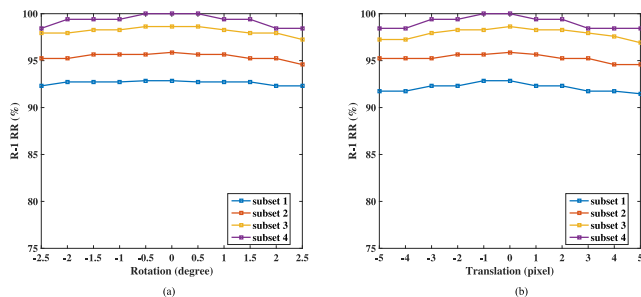 R-1 RR (%)
100
95
90
85
80
75
-2.5 -2 -1.5 -1 -0.5 0 0.5 1 1.5 2 2.5
Rotation (degree)
subset 1
subset 2
subset 3
subset 4
(a)
R-1 RR (%)
100
95
90
85
80
75
-5 -4 -3 -2 -1 0 1 2 3 4 5
Translation (pixel)
subset 1
subset 2
subset 3
subset 4
(b)